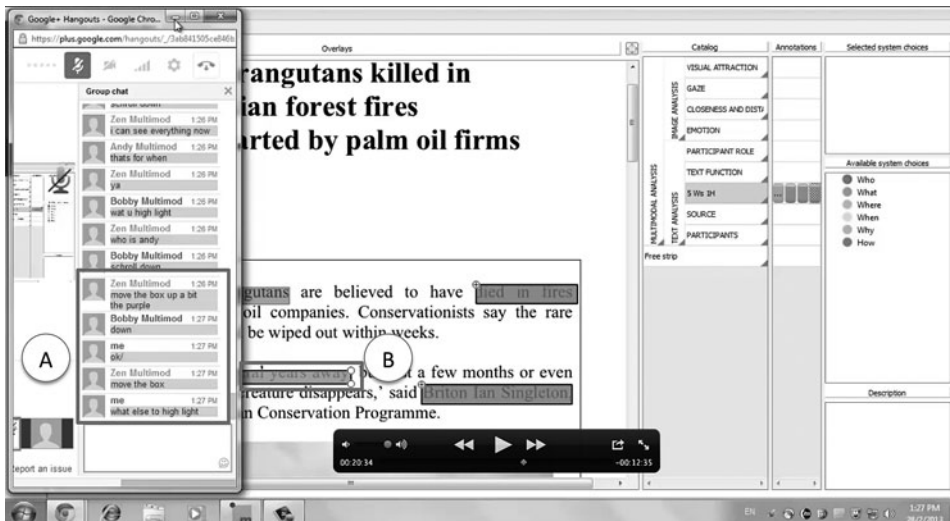 Google+ Hangouts - Google Chro...
https://plus.google.com/hangouts/_/3ab841505ce846b
Group chat
schroll down
Zen Multimod 1:26 PM
i can see everything now
Andy Multimod 1:26 PM
thats for when
Zen Multimod 1:26 PM
ya
Bobby Multimod 1:26 PM
wat u high light
Zen Multimod 1:26 PM
who is andy
Bobby Multimod 1:26 PM
schroll down
Zen Multimod 1:26 PM
move the box up a bit
the purple
Bobby Multimod 1:27 PM
down
me 1:27 PM
ok/
Zen Multimod 1:27 PM
move the box
me 1:27 PM
what else to high light
A
eport an issue
Overlays
rangutans killed in
ian forest fires
arted by palm oil firms
gutans are believed to have died in fires
oil companies. Conservationists say the rare
be wiped out within weeks.
ral years away, but a few months or even
creature disappears,' said Briton Ian Singleton,
n Conservation Programme.
B
00:20:34
-00:12:35
Catalog
Annotations
Selected system choices
MULTIMODAL ANALYSIS
IMAGE ANALYSIS
VISUAL ATTRACTION
GAZE
CLOSENESS AND DISTA
EMOTION
PARTICIPANT ROLE
TEXT ANALYSIS
TEXT FUNCTION
5 Ws 1H
SOURCE
PARTICIPANTS
Free strip
Available system choices
Who
What
Where
When
Why
How
Description
EN
1:27 PM